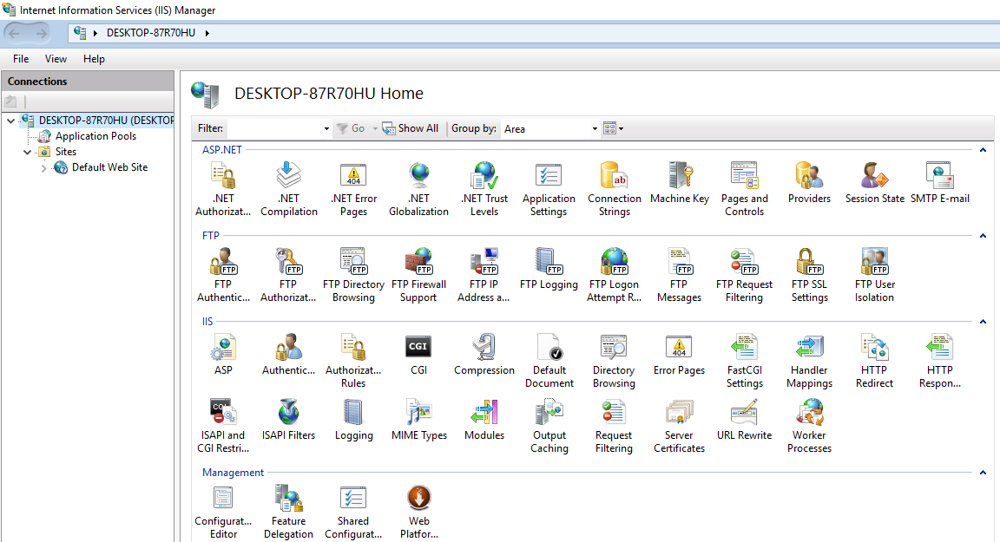 Internet Information Services (IIS) Manager
DESKTOP-87R70HU
File View Help
Connections
DESKTOP-87R70HU (DESKTOP
Application Pools
Sites
Default Web Site
DESKTOP-87R70HU Home
Filter: Go Show All Group by: Area
ASP.NET
.NET Authorizat... .NET Compilation .NET Error Pages .NET Globalization .NET Trust Levels Application Settings Connection Strings Machine Key Pages and Controls Providers Session State SMTP E-mail
FTP
FTP Authentic... FTP Authorizat... FTP Directory Browsing FTP Firewall Support FTP IP Address a... FTP Logging FTP Logon Attempt R... FTP Messages FTP Request Filtering FTP SSL Settings FTP User Isolation
IIS
ASP Authentic... Authorizat... Rules CGI Compression Default Document Directory Browsing Error Pages FastCGI Settings Handler Mappings HTTP Redirect HTTP Respon...
ISAPI and CGI Restri... ISAPI Filters Logging MIME Types Modules Output Caching Request Filtering Server Certificates URL Rewrite Worker Processes
Management
Configurat... Editor Feature Delegation Shared Configurat... Web Platfor...